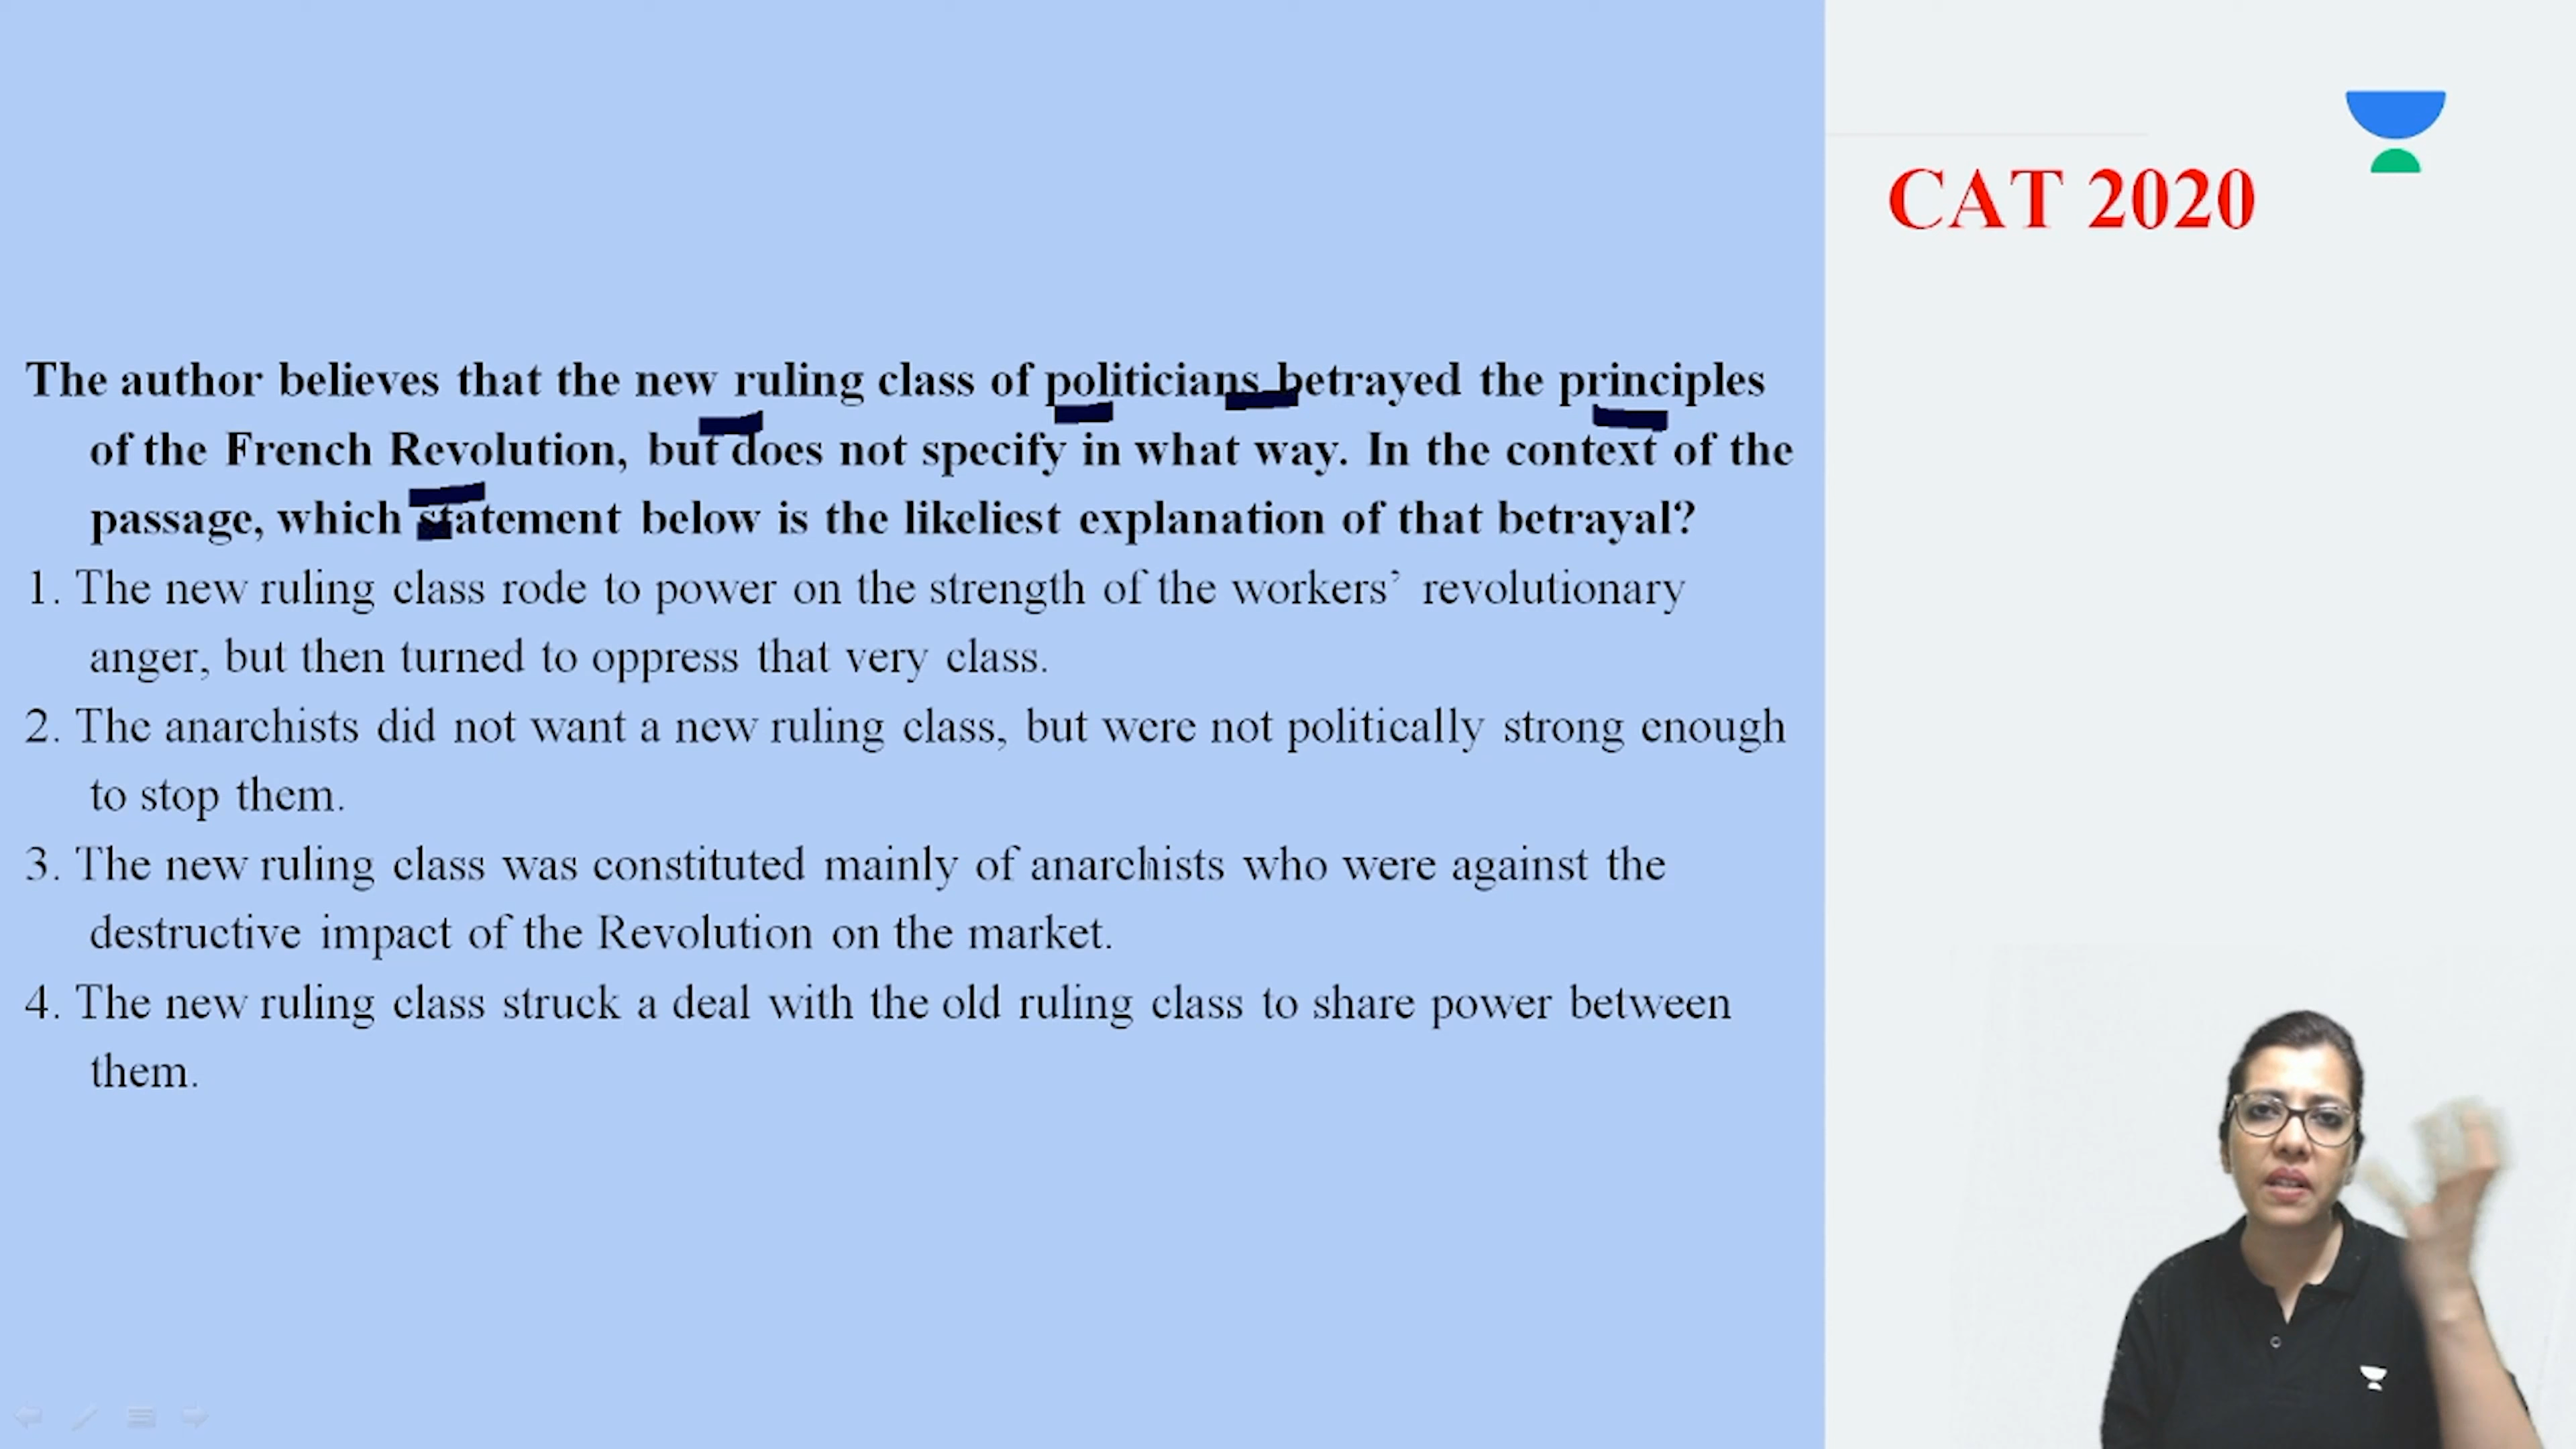 CAT 2020
The author believes that the new ruling class of politicians betrayed the principles
of the French Revolution, but does not specify in what way. In the context of the
passage, which statement below is the likeliest explanation of that betrayal?
1. The new ruling class rode to power on the strength of the workers’ revolutionary
anger, but then turned to oppress that very class.
2. The anarchists did not want a new ruling class, but were not politically strong enough
to stop them.
3. The new ruling class was constituted mainly of anarchists who were against the
destructive impact of the Revolution on the market.
4. The new ruling class struck a deal with the old ruling class to share power between
them.